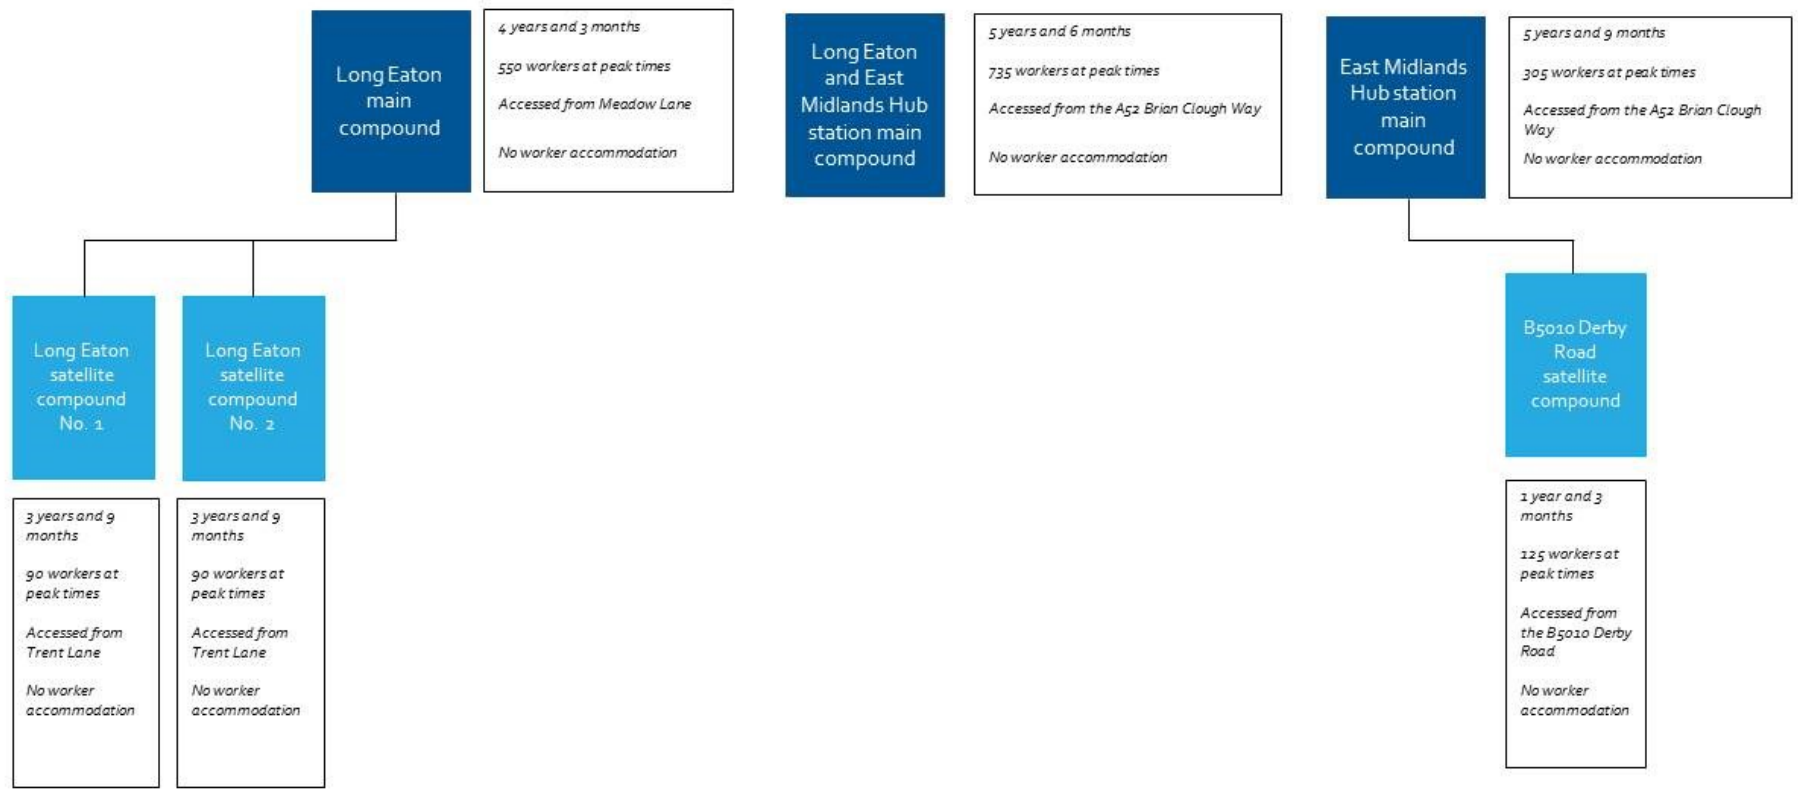 Long Eaton
main
compound
4 years and 3 months
550 workers at peak times
Accessed from Meadow Lane
No worker accommodation
Long Eaton
and East
Midlands Hub
station main
compound
5 years and 6 months
735 workers at peak times
Accessed from the A52 Brian Clough Way
No worker accommodation
East Midlands
Hub station
main
compound
5 years and 9 months
305 workers at peak times
Accessed from the A52 Brian Clough
Way
No worker accommodation
Long Eaton
satellite
compound
No. 1
3 years and 9
months
90 workers at
peak times
Accessed from
Trent Lane
No worker
accommodation
Long Eaton
satellite
compound
No. 2
3 years and 9
months
90 workers at
peak times
Accessed from
Trent Lane
No worker
accommodation
B5010 Derby
Road
satellite
compound
1 year and 3
months
125 workers at
peak times
Accessed from
the B5010 Derby
Road
No worker
accommodation